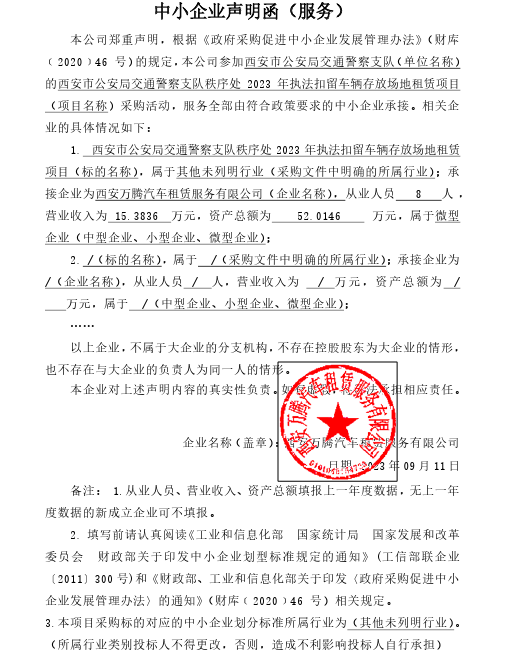 中小企业声明函（服务）
本公司郑重声明，根据《政府采购促进中小企业发展管理办法》（财库
﹝2020﹞46 号)的规定,本公司参加西安市公安局交通警察支队(单位名称)
的西安市公安局交通警察支队秩序处 2023 年执法扣留车辆存放场地租赁项目
（项目名称）采购活动，服务全部由符合政策要求的中小企业承接。相关企
业的具体情况如下：
1. 西安市公安局交通警察支队秩序处 2023 年执法扣留车辆存放场地租赁
项目（标的名称)，属于其他未列明行业（采购文件中明确的所属行业)；承
接企业为西安万腾汽车租赁服务有限公司（企业名称)，从业人员 8 人，
营业收入为 15.3836 万元，资产总额为 52.0146 万元，属于微型
企业（中型企业、小型企业、微型企业)；
2. /(标的名称)，属于 /（采购文件中明确的所属行业)；承接企业为
/（企业名称)，从业人员 / 人，营业收入为 / 万元，资产总额为 /
万元，属于 /（中型企业、小型企业、微型企业)；
……
以上企业，不属于大企业的分支机构，不存在控股股东为大企业的情形，
也不存在与大企业的负责人为同一人的情形。
本企业对上述声明内容的真实性负责。如 担相应责任。
企业名称（盖章）： 万腾汽车租赁服务有限公司
日期 2023 年 09 月 11 日
西安万腾汽车租赁服务有限公司
备注： 1.从业人员、营业收入、资产总额填报上一年度数据，无上一年
度数据的新成立企业可不填报。
2. 填写前请认真阅读《工业和信息化部 国家统计局 国家发展和改革
委员会 财政部关于印发中小企业划型标准规定的通知》(工信部联企业
〔2011〕300 号)和《财政部、工业和信息化部关于印发〈政府采购促进中小
企业发展管理办法〉的通知》（财库﹝2020﹞46 号）相关规定。
3.本项目采购标的对应的中小企业划分标准所属行业为（其他未列明行业)。
（所属行业类别投标人不得更改，否则，造成不利影响投标人自行承担）